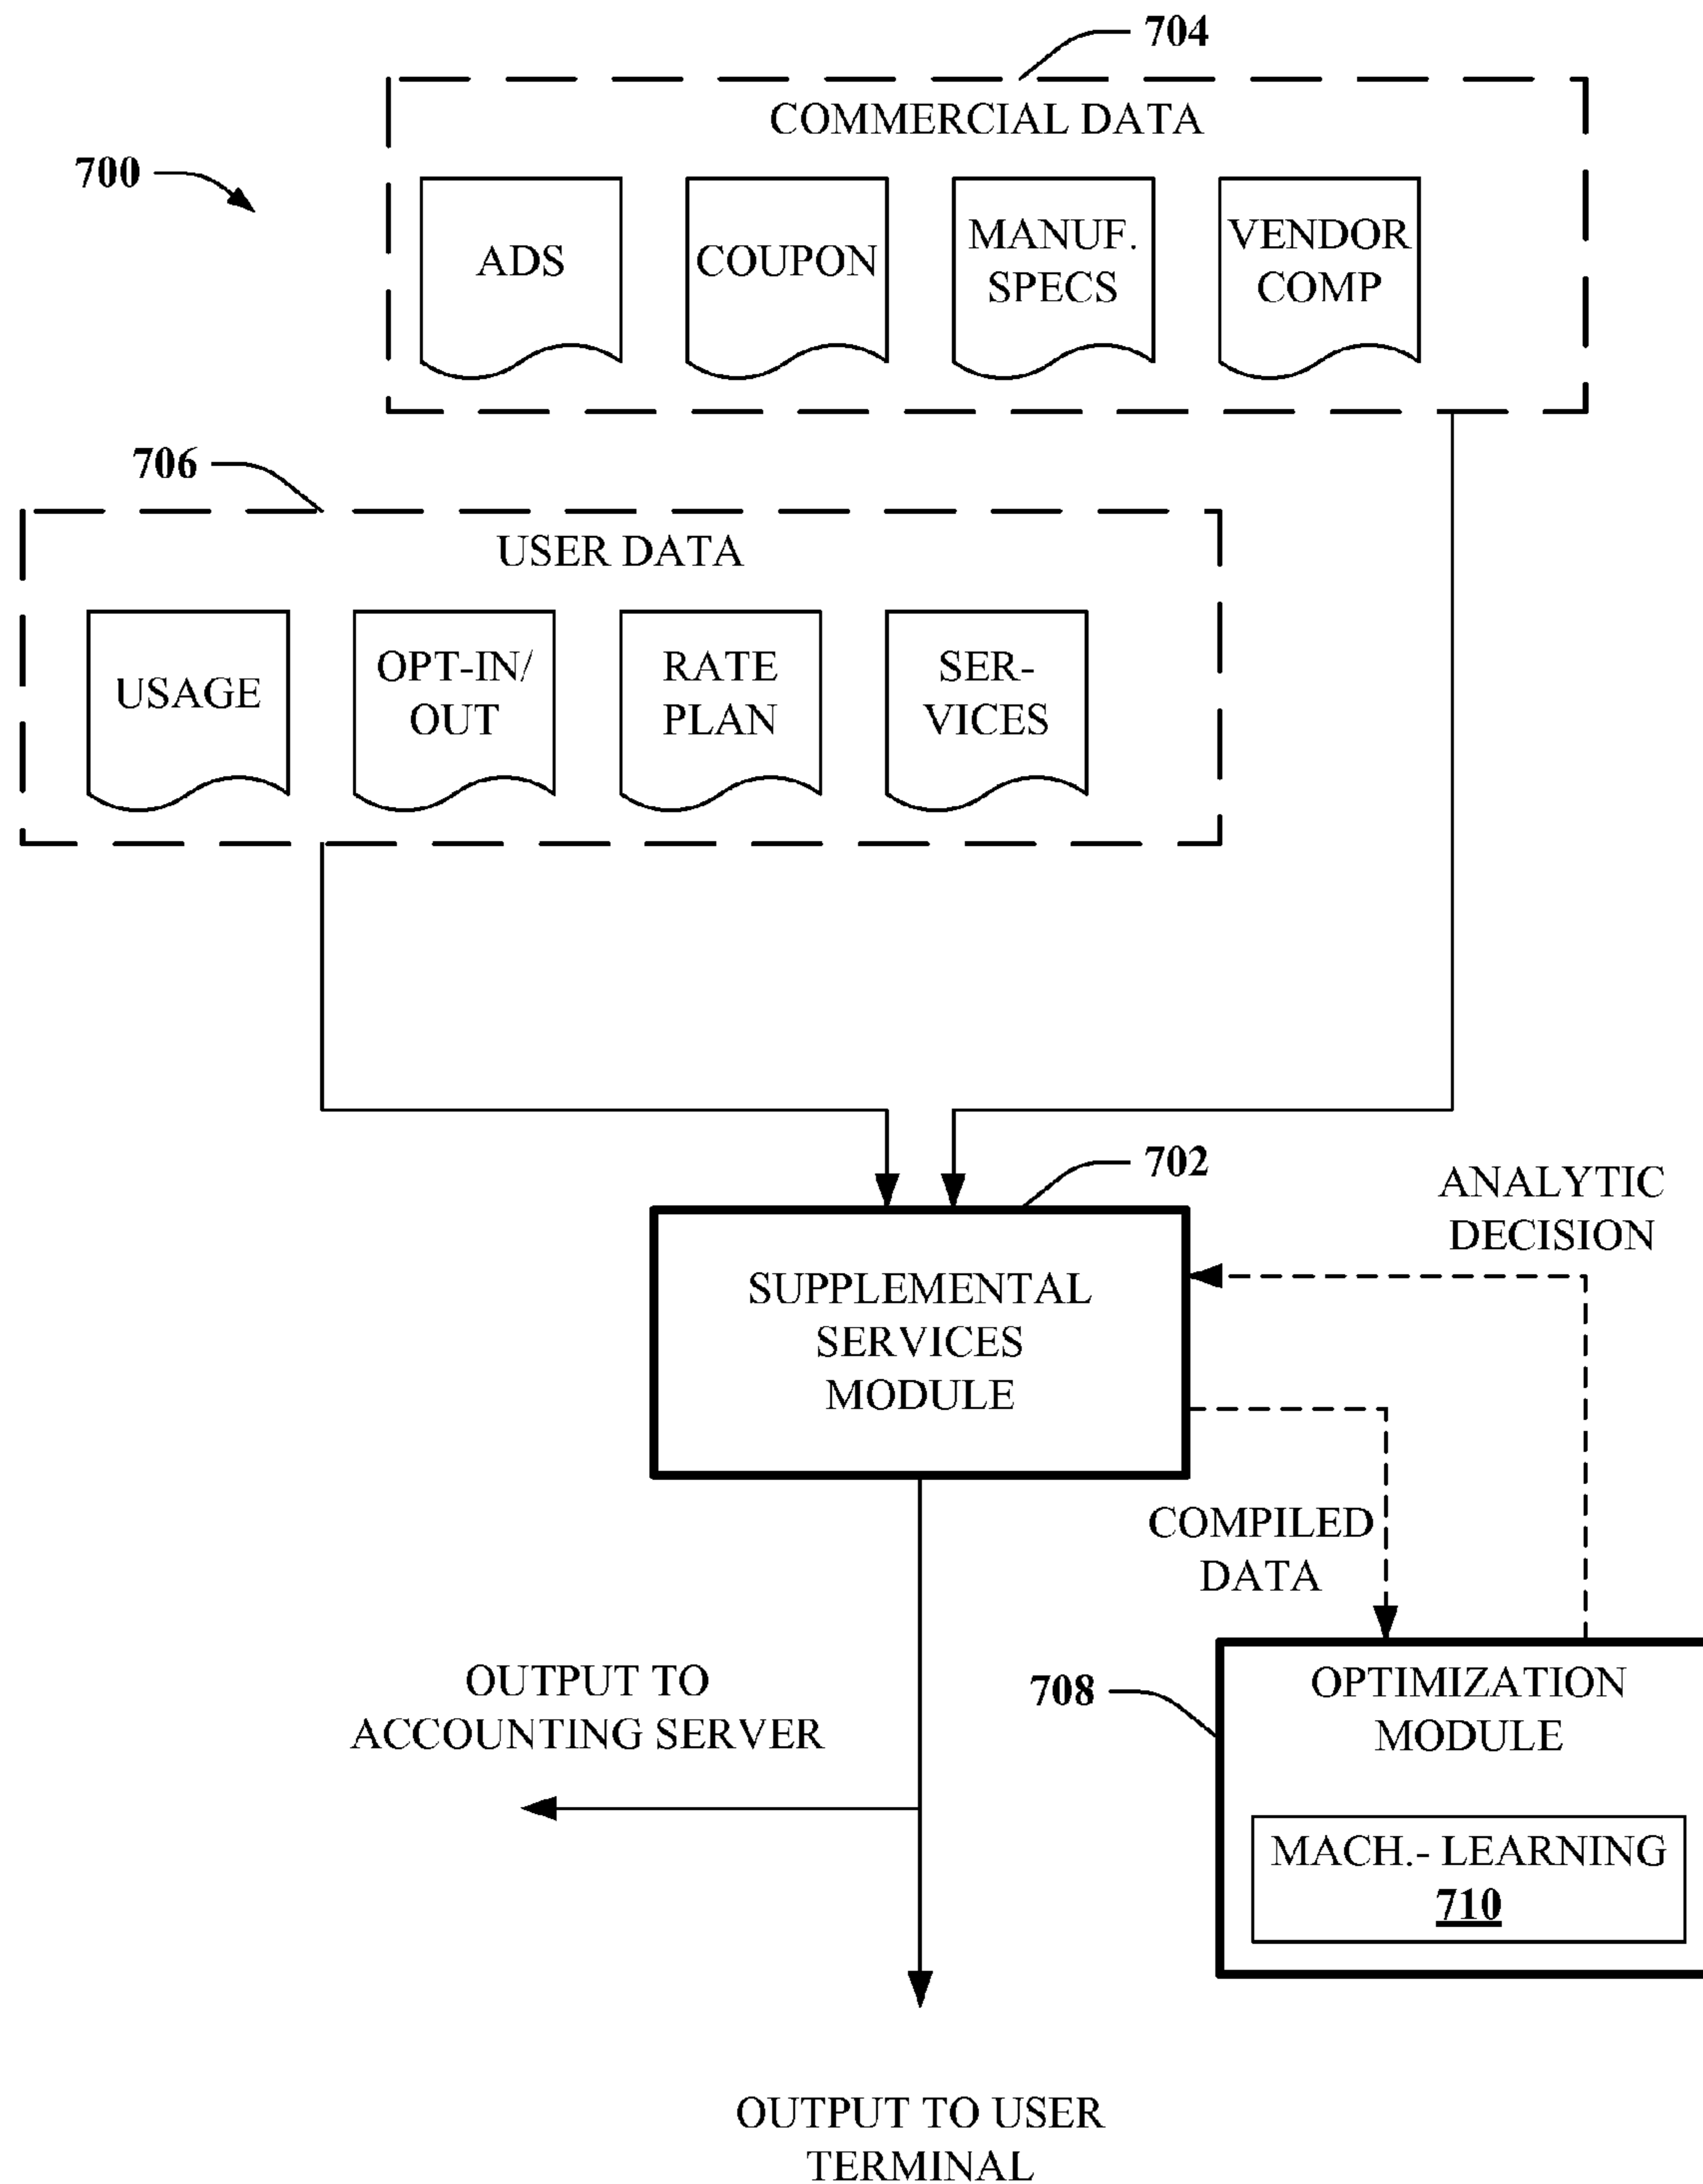 704
COMMERCIAL DATA
700
ADS
COUPON
MANUF.
SPECS
VENDOR
COMP
706
USER DATA
USAGE
OPT-IN/
OUT
RATE
PLAN
SER-
VICES
702
ANALYTIC
DECISION
SUPPLEMENTAL
SERVICES
MODULE
COMPILED
DATA
OUTPUT TO
ACCOUNTING SERVER
708
OPTIMIZATION
MODULE
MACH.- LEARNING
710
OUTPUT TO USER
TERMINAL